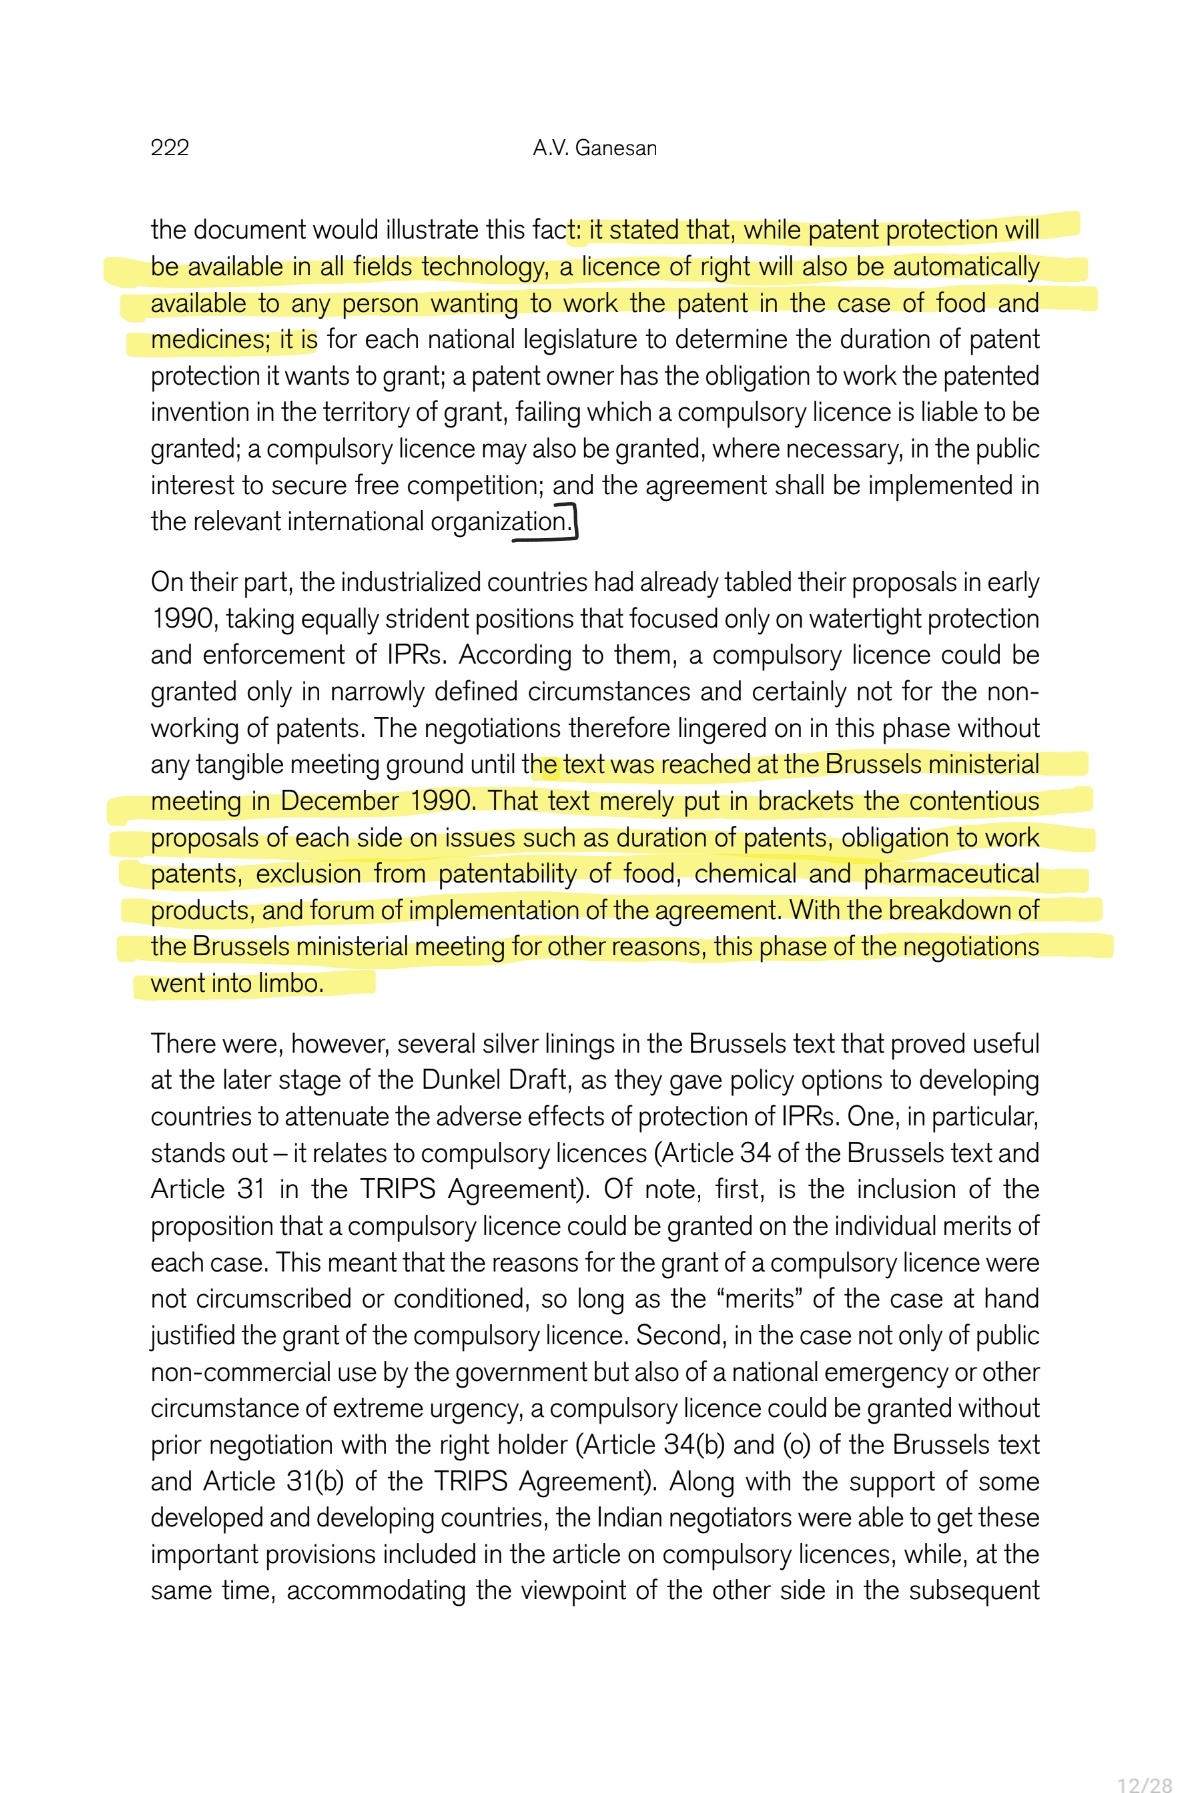 222
A.V. Ganesan
the document would illustrate this fact: it stated that, while patent protection will
be available in all fields technology, a licence of right will also be automatically
available to any person wanting to work the patent in the case of food and
medicines; it is for each national legislature to determine the duration of patent
protection it wants to grant; a patent owner has the obligation to work the patented
invention in the territory of grant, failing which a compulsory licence is liable to be
granted; a compulsory licence may also be granted, where necessary, in the public
interest to secure free competition; and the agreement shall be implemented in
the relevant international organization.
On their part, the industrialized countries had already tabled their proposals in early
1990, taking equally strident positions that focused only on watertight protection
and enforcement of IPRs. According to them, a compulsory licence could be
granted only in narrowly defined circumstances and certainly not for the non-
working of patents. The negotiations therefore lingered on in this phase without
any tangible meeting ground until the text was reached at the Brussels ministerial
meeting in December 1990. That text merely put in brackets the contentious
proposals of each side on issues such as duration of patents, obligation to work
patents, exclusion from patentability of food, chemical and pharmaceutical
products, and forum of implementation of the agreement. With the breakdown of
the Brussels ministerial meeting for other reasons, this phase of the negotiations
went into limbo.
There were, however, several silver linings in the Brussels text that proved useful
at the later stage of the Dunkel Draft, as they gave policy options to developing
countries to attenuate the adverse effects of protection of IPRs. One, in particular,
stands out – it relates to compulsory licences (Article 34 of the Brussels text and
Article 31 in the TRIPS Agreement). Of note, first, is the inclusion of the
proposition that a compulsory licence could be granted on the individual merits of
each case. This meant that the reasons for the grant of a compulsory licence were
not circumscribed or conditioned, so long as the “merits” of the case at hand
justified the grant of the compulsory licence. Second, in the case not only of public
non-commercial use by the government but also of a national emergency or other
circumstance of extreme urgency, a compulsory licence could be granted without
prior negotiation with the right holder (Article 34(b) and (o) of the Brussels text
and Article 31(b) of the TRIPS Agreement). Along with the support of some
developed and developing countries, the Indian negotiators were able to get these
important provisions included in the article on compulsory licences, while, at the
same time, accommodating the viewpoint of the other side in the subsequent
12/28